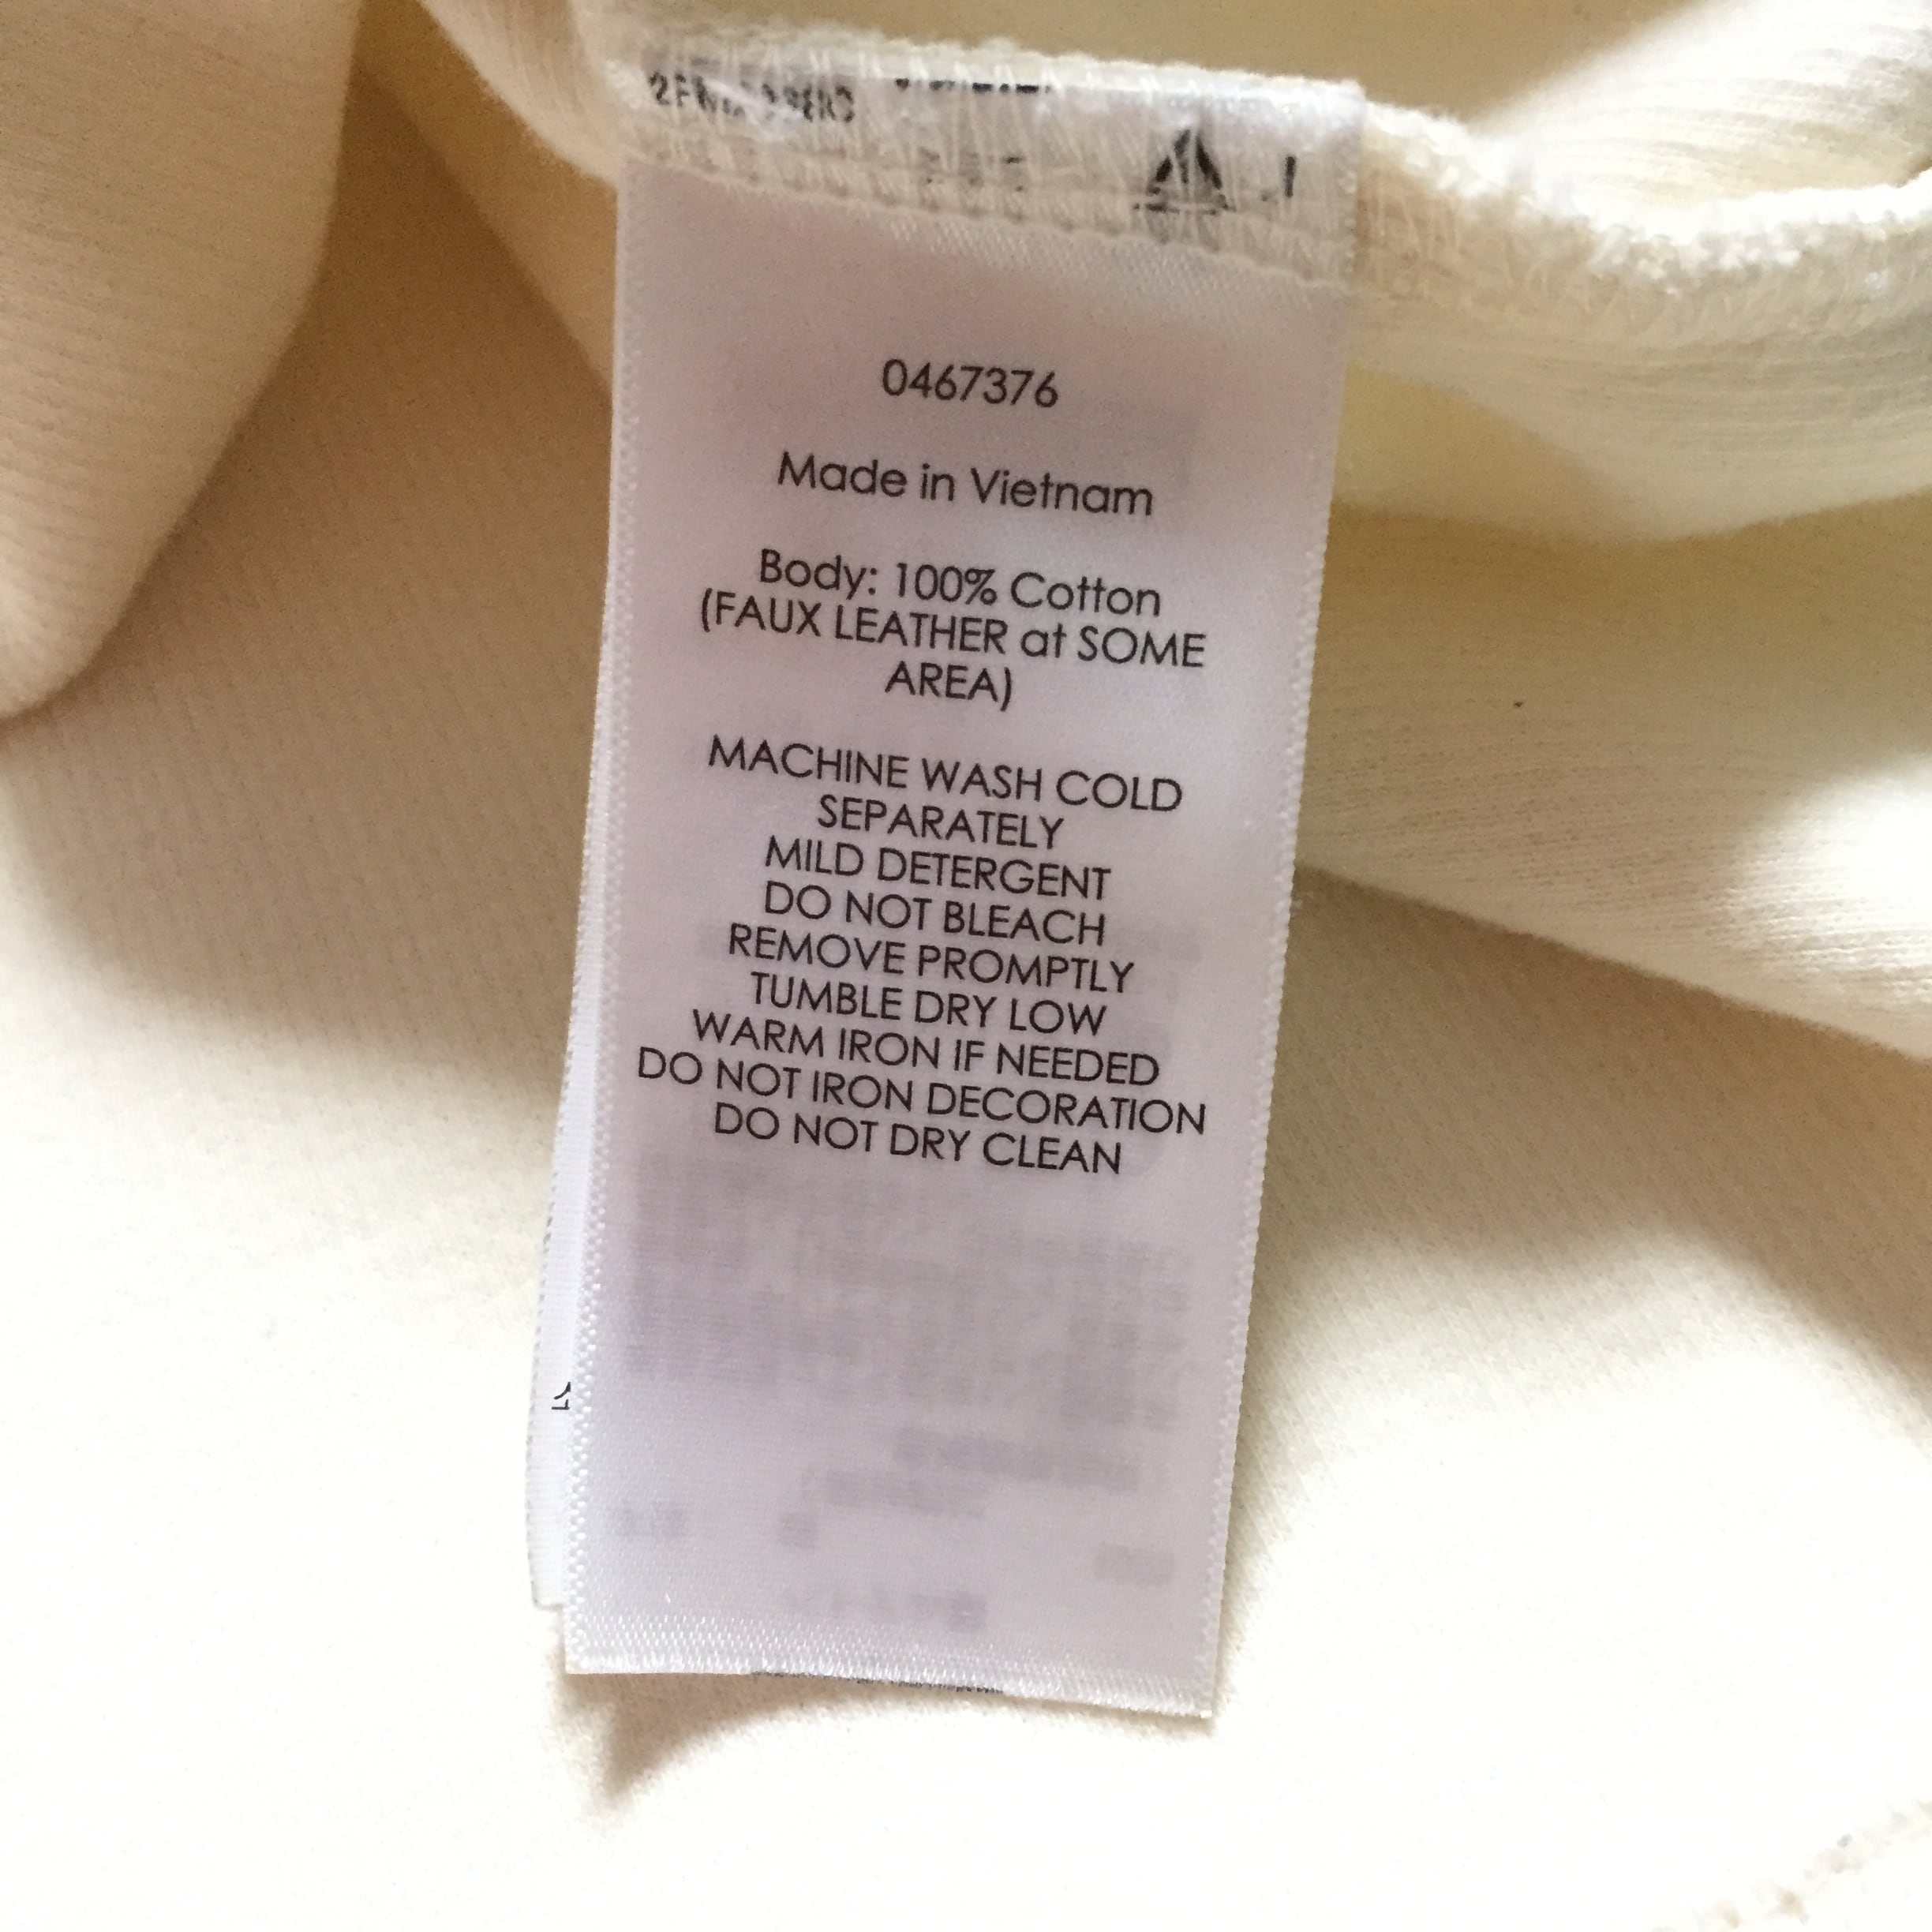 0467376
Made in Vietnam
Body: 100% Cotton
(FAUX LEATHER at SOME
AREA)
MACHINE WASH COLD
SEPARATELY
MILD DETERGENT
DO NOT BLEACH
REMOVE PROMPTLY
TUMBLE DRY LOW
WARM IRON IF NEEDED
DO NOT IRON DECORATION
DO NOT DRY CLEAN